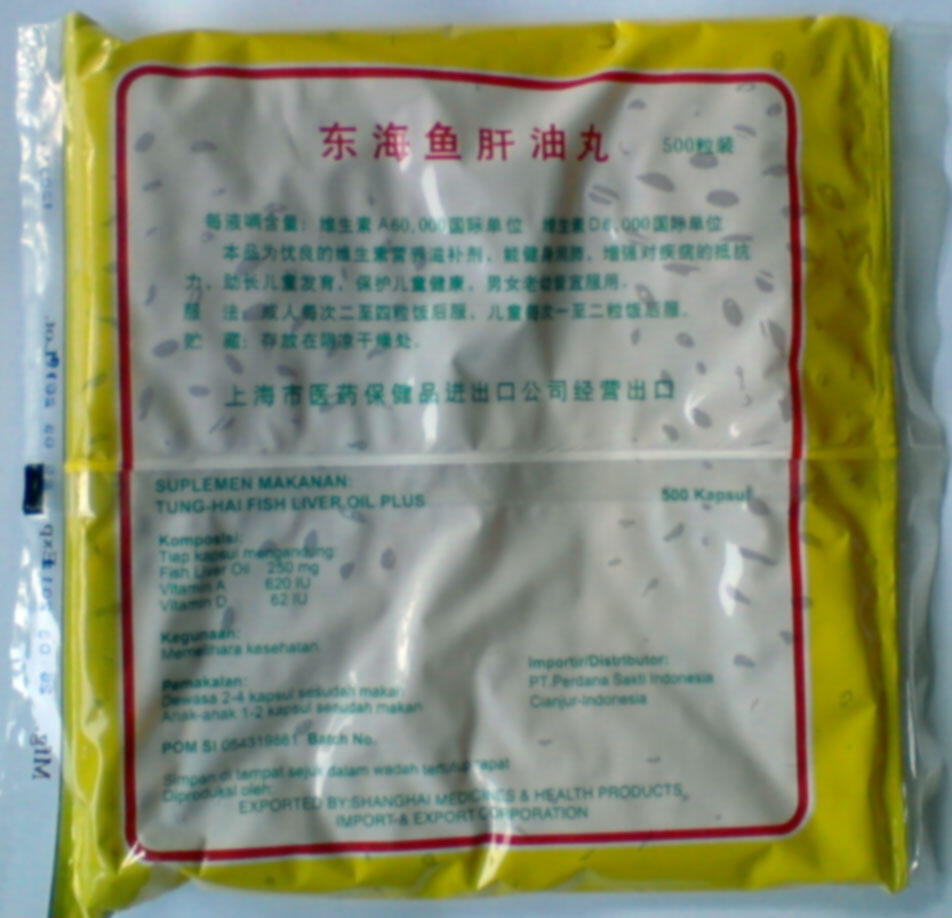 东海鱼肝油丸 500粒装
每液喃含量：维生素A60,000国际单位 维生素D6,000国际单位
本品为优良的维生素营养滋补剂，能健身润肺，增强对疾病的抵抗
力，助长儿童发育，保护儿童健康，男女老幼皆宜服用。
服 法：成人每次二至四粒饭后服，儿童每次一至二粒饭后服。
贮 藏：存放在阴凉干燥处。
上海市医药保健品进出口公司经营出口
SUPLEMEN MAKANAN:
TUNG-HAI FISH LIVER OIL PLUS 500 Kapsul
Komposisi:
Tiap kapsul mengandung:
Fish Liver Oil 250 mg
Vitamin A 620 IU
Vitamin D 62 IU
Kegunaan:
Memelihara kesehatan
Pemakaian:
Dewasa 2-4 kapsul sesudah makan
Anak-anak 1-2 kapsul sesudah makan
Importir/Distributor:
PT.Perdana Sakti Indonesia
Cianjur-Indonesia
POM SI Batch No.
Simpan di tempat sejuk dalam wadah tertutup rapat
Diproduksi oleh:
EXPORTED BY:SHANGHAI MEDICINES & HEALTH PRODUCTS,
IMPORT & EXPORT CORPORATION